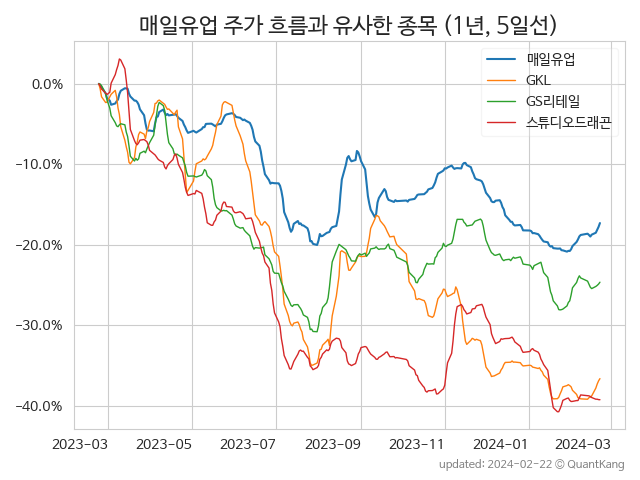 매일유업 주가 흐름과 유사한 종목 (1년, 5일선)
매일유업
GKL
GS리테일
스튜디오드래곤
0.0%
−10.0%
−20.0%
−30.0%
−40.0%
2023-03 2023-05 2023-07 2023-09 2023-11 2024-01 2024-03
updated: 2024-02-22 © QuantKang